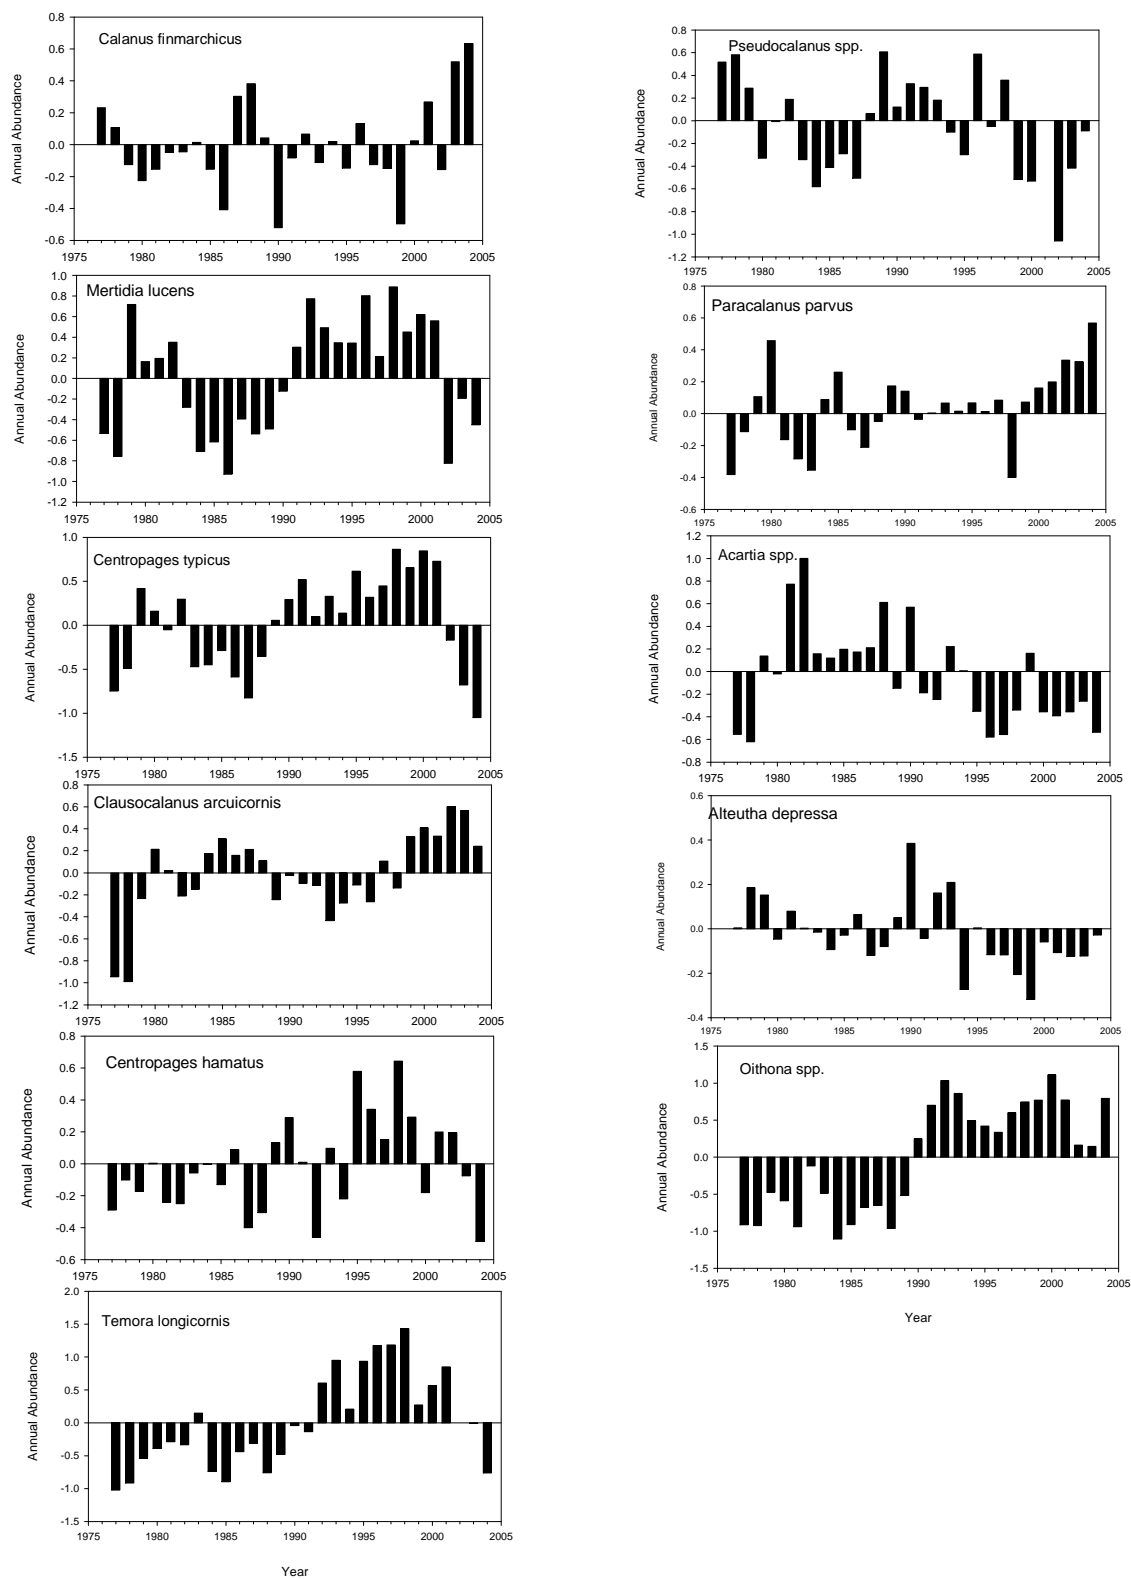 Calanus finmarchicus
Annual Abundance
0.8
0.6
0.4
0.2
0.0
-0.2
-0.4
-0.6
1975 1980 1985 1990 1995 2000 2005
Mertidia lucens
Annual Abundance
1.0
0.8
0.6
0.4
0.2
0.0
-0.2
-0.4
-0.6
-0.8
-1.0
-1.2
1975 1980 1985 1990 1995 2000 2005
Centropages typicus
Annual Abundance
1.0
0.5
0.0
-0.5
-1.0
-1.5
1975 1980 1985 1990 1995 2000 2005
Clausocalanus arcuicornis
Annual Abundance
0.8
0.6
0.4
0.2
0.0
-0.2
-0.4
-0.6
-0.8
-1.0
-1.2
1975 1980 1985 1990 1995 2000 2005
Centropages hamatus
Annual Abundance
0.8
0.6
0.4
0.2
0.0
-0.2
-0.4
-0.6
1975 1980 1985 1990 1995 2000 2005
Temora longicornis
Annual Abundance
2.0
1.5
1.0
0.5
0.0
-0.5
-1.0
-1.5
1975 1980 1985 1990 1995 2000 2005
Year
Pseudocalanus spp.
Annual Abundance
0.8
0.6
0.4
0.2
0.0
-0.2
-0.4
-0.6
-0.8
-1.0
-1.2
1975 1980 1985 1990 1995 2000 2005
Paracalanus parvus
Annual Abundance
0.8
0.6
0.4
0.2
0.0
-0.2
-0.4
-0.6
1975 1980 1985 1990 1995 2000 2005
Acartia spp.
Annual Abundance
1.2
1.0
0.8
0.6
0.4
0.2
0.0
-0.2
-0.4
-0.6
-0.8
1975 1980 1985 1990 1995 2000 2005
Alteutha depressa
Annual Abundance
0.6
0.4
0.2
0.0
-0.2
-0.4
1975 1980 1985 1990 1995 2000 2005
Oithona spp.
Annual Abundance
1.5
1.0
0.5
0.0
-0.5
-1.0
-1.5
1975 1980 1985 1990 1995 2000 2005
Year